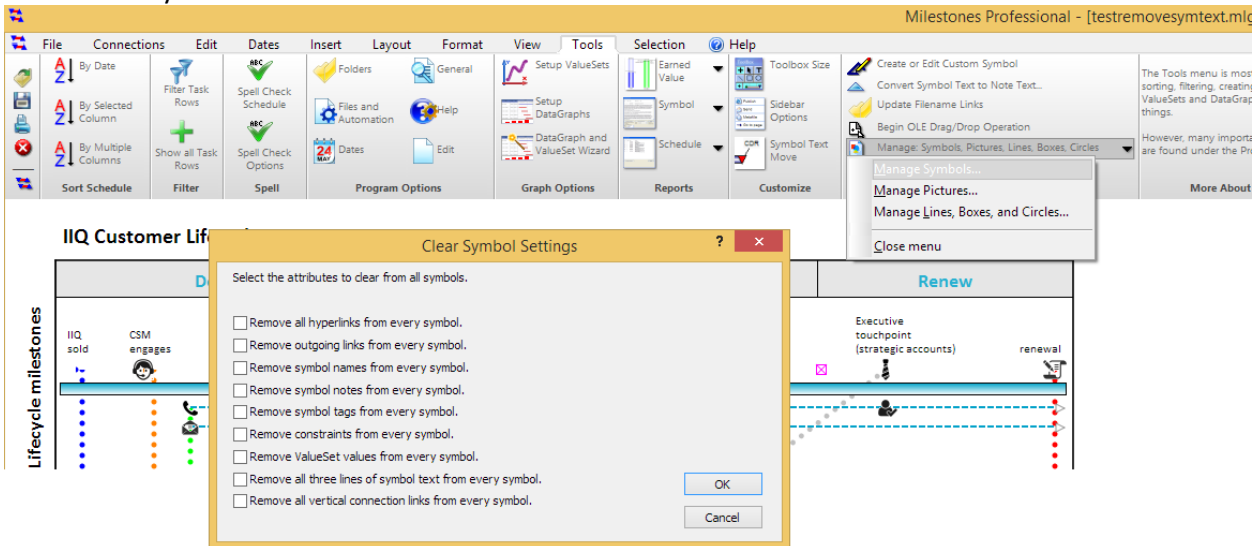 Milestones Professional - [testremovesymtext.mlg
File Connections Edit Dates Insert Layout Format View Tools Selection Help
By Date
By Selected Column
By Multiple Columns
Sort Schedule
Filter Task Rows
Show all Task Rows
Filter
Spell Check Schedule
Spell Check Options
Spell
Folders
General
Files and Automation
Help
Dates
Edit
Program Options
Setup ValueSets
Setup DataGraphs
DataGraph and ValueSet Wizard
Graph Options
Earned Value
Symbol
Schedule
Reports
Toolbox Size
Sidebar Options
Symbol Text Move
Customize
Create or Edit Custom Symbol
Convert Symbol Text to Note Text...
Update Filename Links
Begin OLE Drag/Drop Operation
Manage: Symbols, Pictures, Lines, Boxes, Circles
Manage Symbols...
Manage Pictures...
Manage Lines, Boxes, and Circles...
Close menu
The Tools menu is mos
sorting, filtering, creating
ValueSets and DataGrap
things.
However, many importa
are found under the Pro
More About
IIQ Customer Lif
Clear Symbol Settings
Select the attributes to clear from all symbols.
Remove all hyperlinks from every symbol.
Remove outgoing links from every symbol.
Remove symbol names from every symbol.
Remove symbol notes from every symbol.
Remove symbol tags from every symbol.
Remove constraints from every symbol.
Remove ValueSet values from every symbol.
Remove all three lines of symbol text from every symbol.
Remove all vertical connection links from every symbol.
OK
Cancel
Renew
Lifecycle milestones
IIQ sold
CSM engages
Executive
touchpoint
(strategic accounts)
renewal